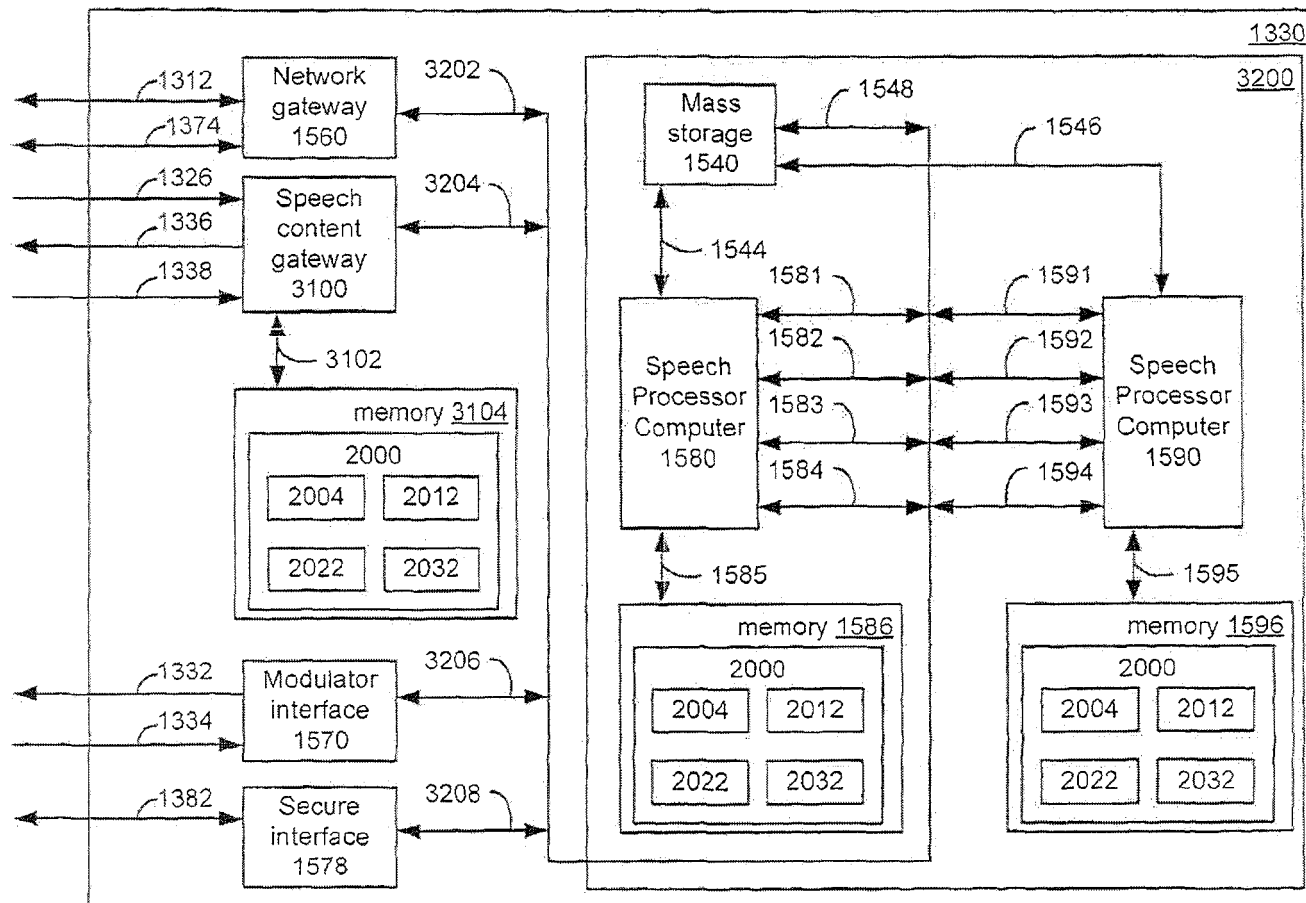 1330
3200
1312
1374
Network
gateway
1560
3202
1326
1336
1338
Speech
content
gateway
3100
3204
3102
memory 3104
2000
2004 2012
2022 2032
1332
1334
Modulator
interface
1570
3206
1382
Secure
interface
1578
3208
Mass
storage
1540
1548
1546
1544
1581
1582
1583
1584
1591
1592
1593
1594
Speech
Processor
Computer
1580
Speech
Processor
Computer
1590
1585
1595
memory 1586
2000
2004 2012
2022 2032
memory 1596
2000
2004 2012
2022 2032